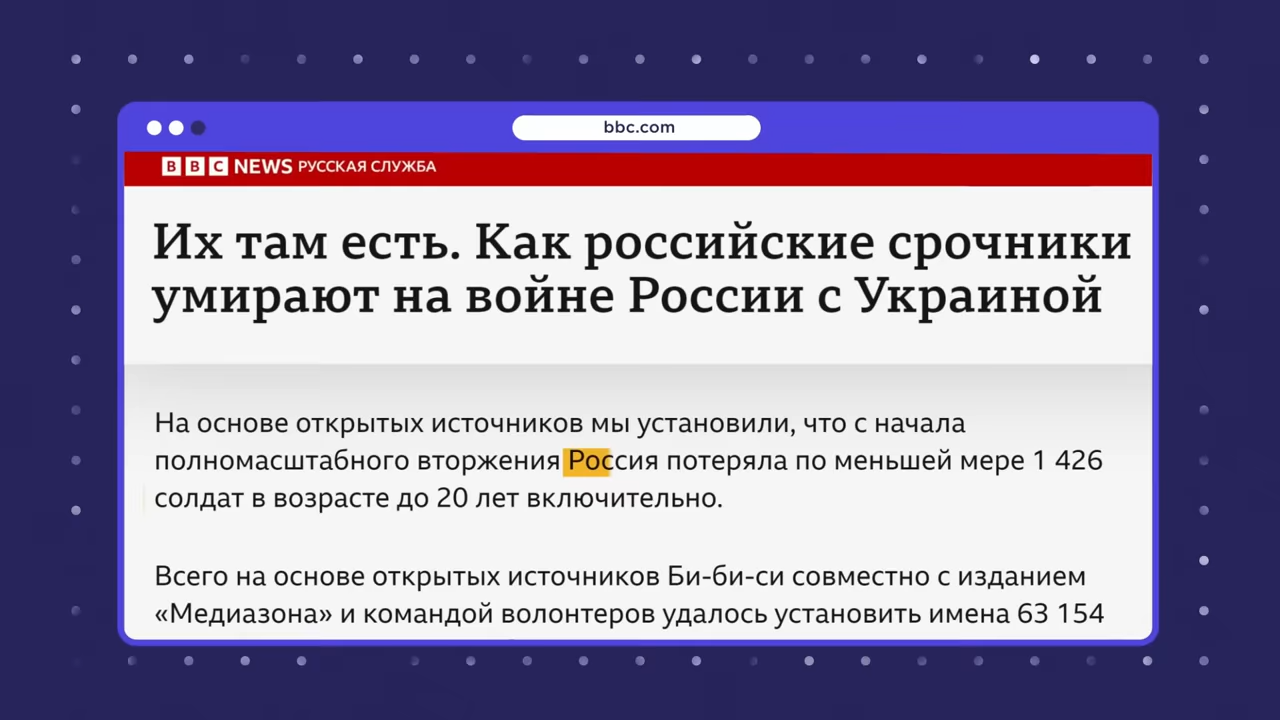 bbc.com
BBC NEWS РУССКАЯ СЛУЖБА
Их там есть. Как российские срочники
умирают на войне России с Украиной
На основе открытых источников мы установили, что с начала
полномасштабного вторжения Россия потеряла по меньшей мере 1 426
солдат в возрасте до 20 лет включительно.
Всего на основе открытых источников Би-би-си совместно с изданием
«Медиазона» и командой волонтеров удалось установить имена 63 154